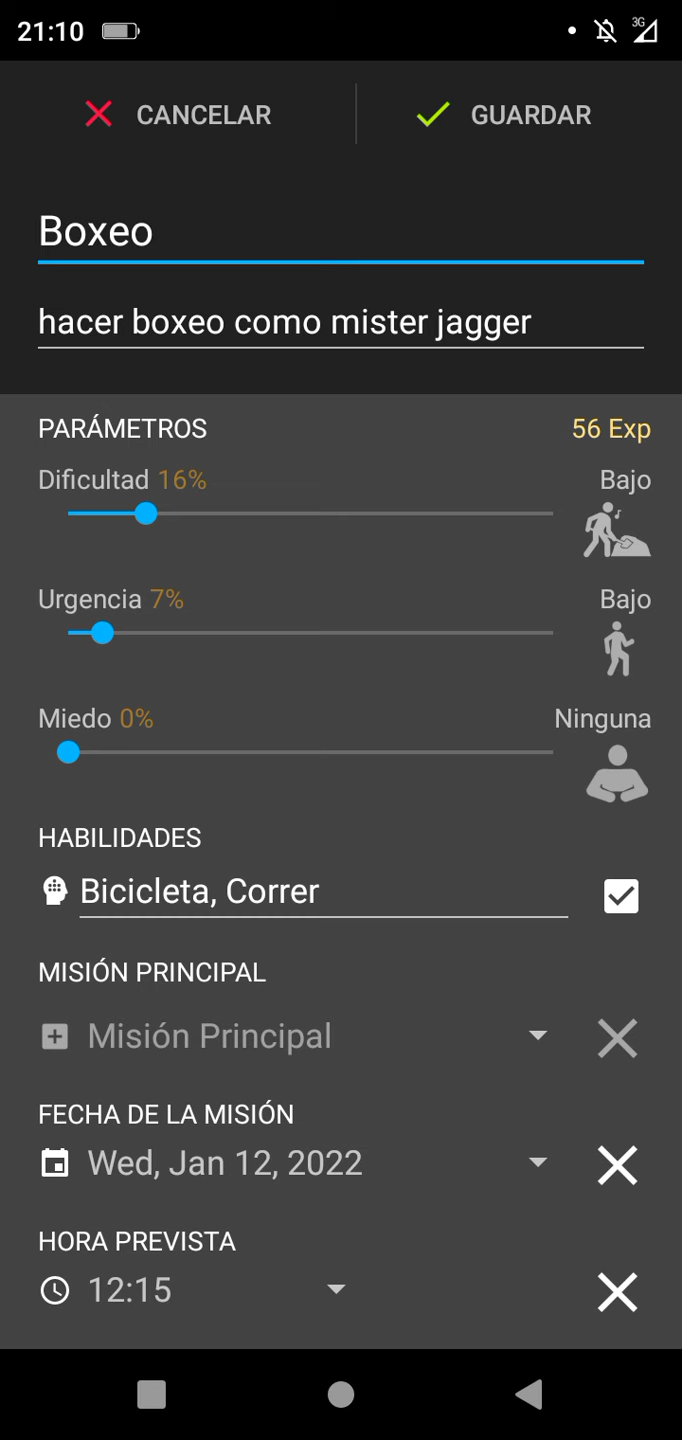 21:10
3G
CANCELAR
GUARDAR
Boxeo
hacer boxeo como mister jagger
PARÁMETROS 56 Exp
Dificultad 16% Bajo
Urgencia 7% Bajo
Miedo 0% Ninguna
HABILIDADES
Bicicleta, Correr
MISIÓN PRINCIPAL
Misión Principal
FECHA DE LA MISIÓN
Wed, Jan 12, 2022
HORA PREVISTA
12:15